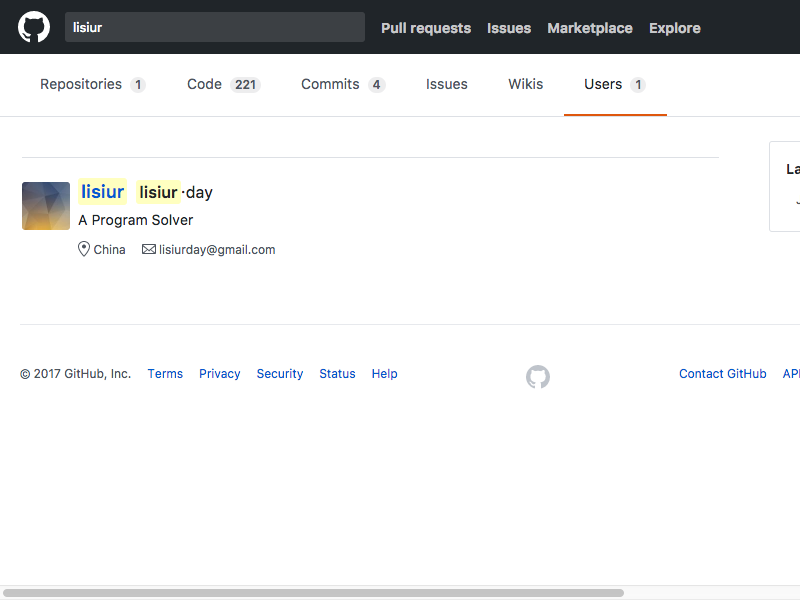 lisiur Pull requests Issues Marketplace Explore
Repositories 1 Code 221 Commits 4 Issues Wikis Users 1
La
lisiur lisiur·day
A Program Solver
China lisiurday@gmail.com
© 2017 GitHub, Inc. Terms Privacy Security Status Help Contact GitHub API